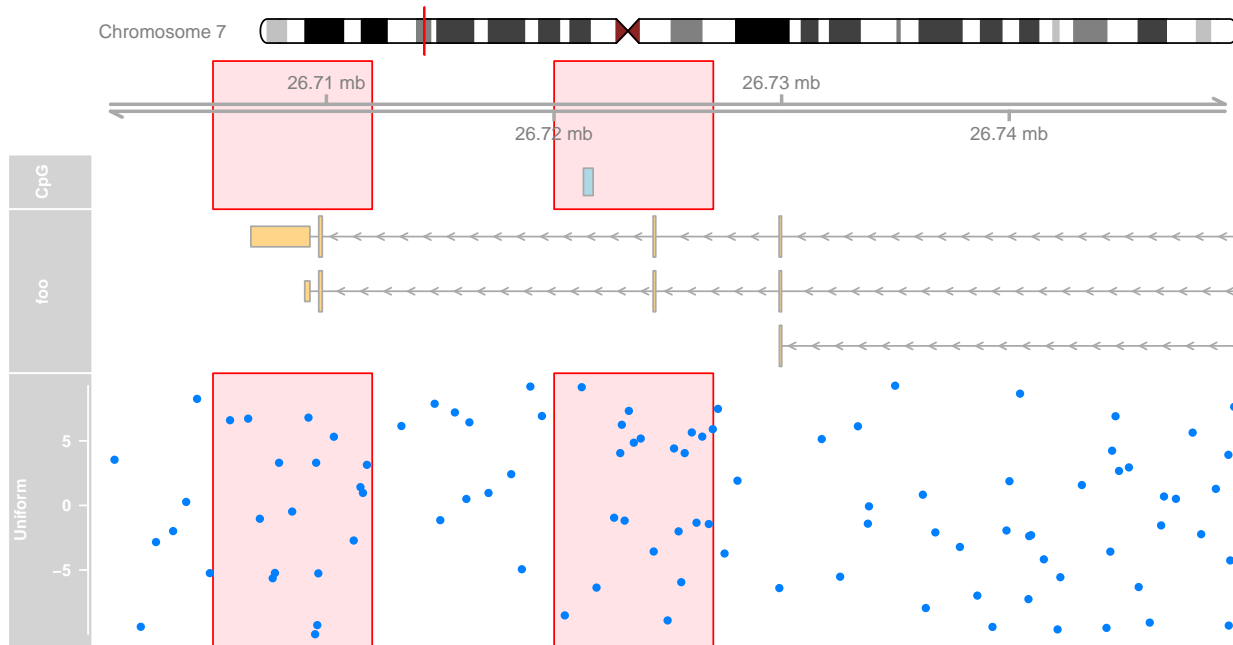 Chromosome 7
26.71 mb
26.73 mb
26.72 mb
26.74 mb
CpG
foo
Uniform
5
0
−5